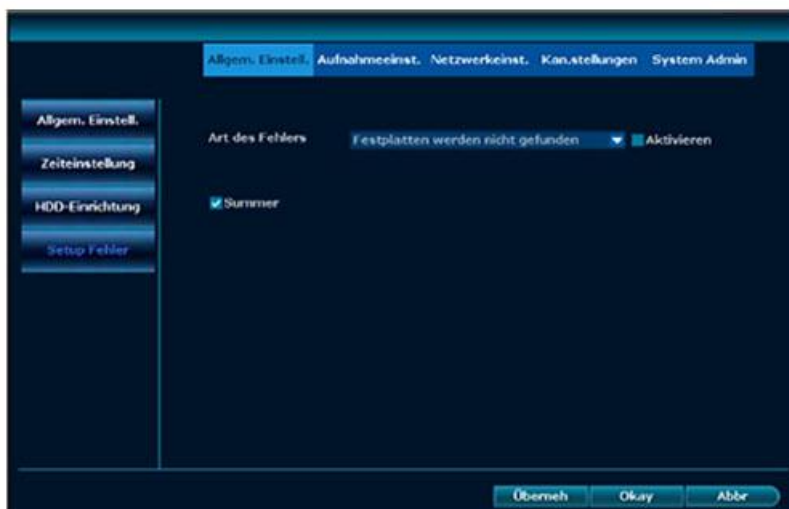 Allgem. Einstell. Aufnahmeeinst. Netzwerkeinst. Kan.stellungen System Admin
Allgem. Einstell.
Zeiteinstellung
HDD-Einrichtung
Setup Fehler
Art des Fehlers Festplatten werden nicht gefunden Aktivieren
Summer
Überneh Okay Abbr